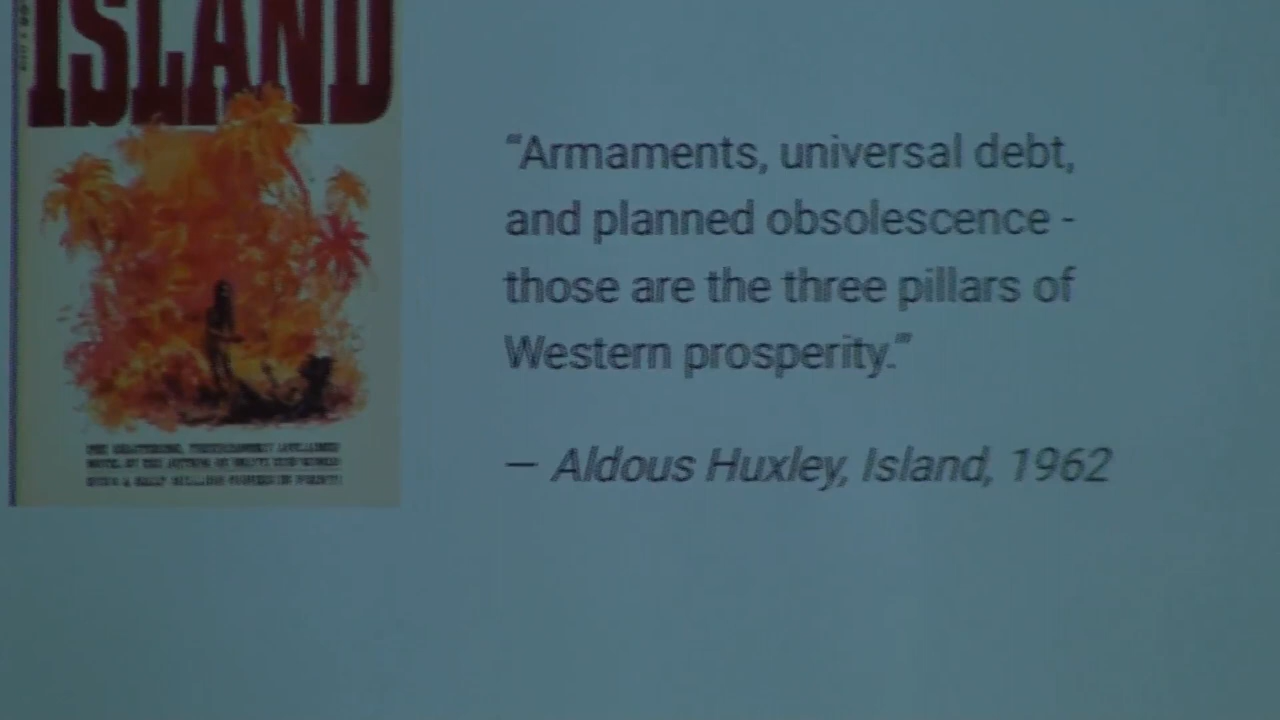 ISLAND
“Armaments, universal debt,
and planned obsolescence -
those are the three pillars of
Western prosperity.”
— Aldous Huxley, Island, 1962